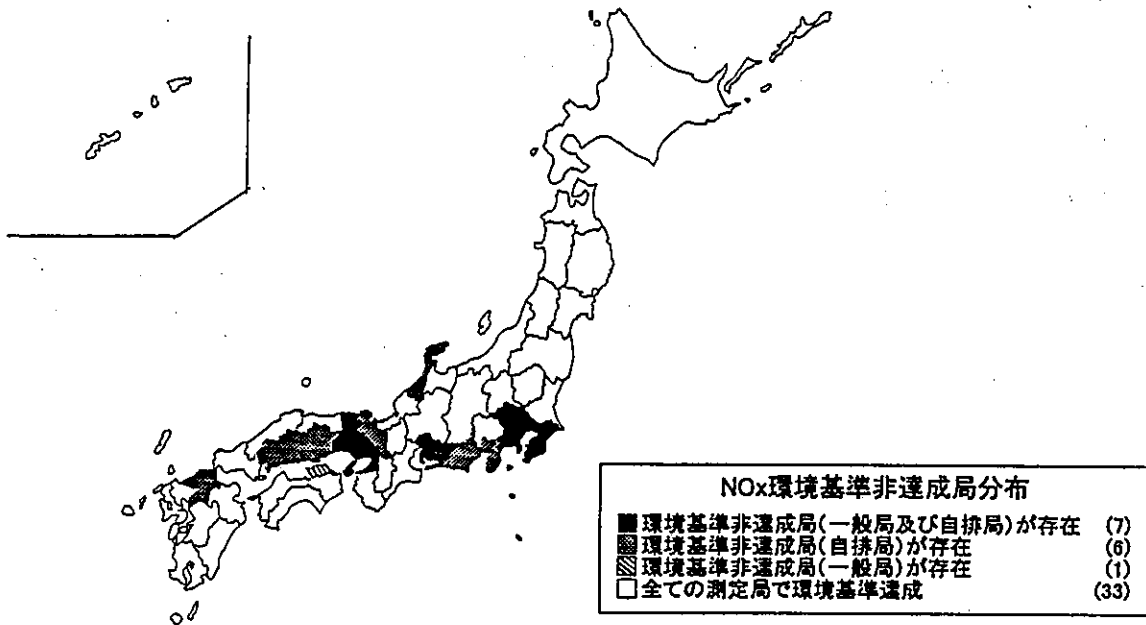 NOx環境基準非達成局分布
環境基準非達成局(一般局及び自排局)が存在 (7)
環境基準非達成局(自排局)が存在 (6)
環境基準非達成局(一般局)が存在 (1)
全ての測定局で環境基準達成 (33)